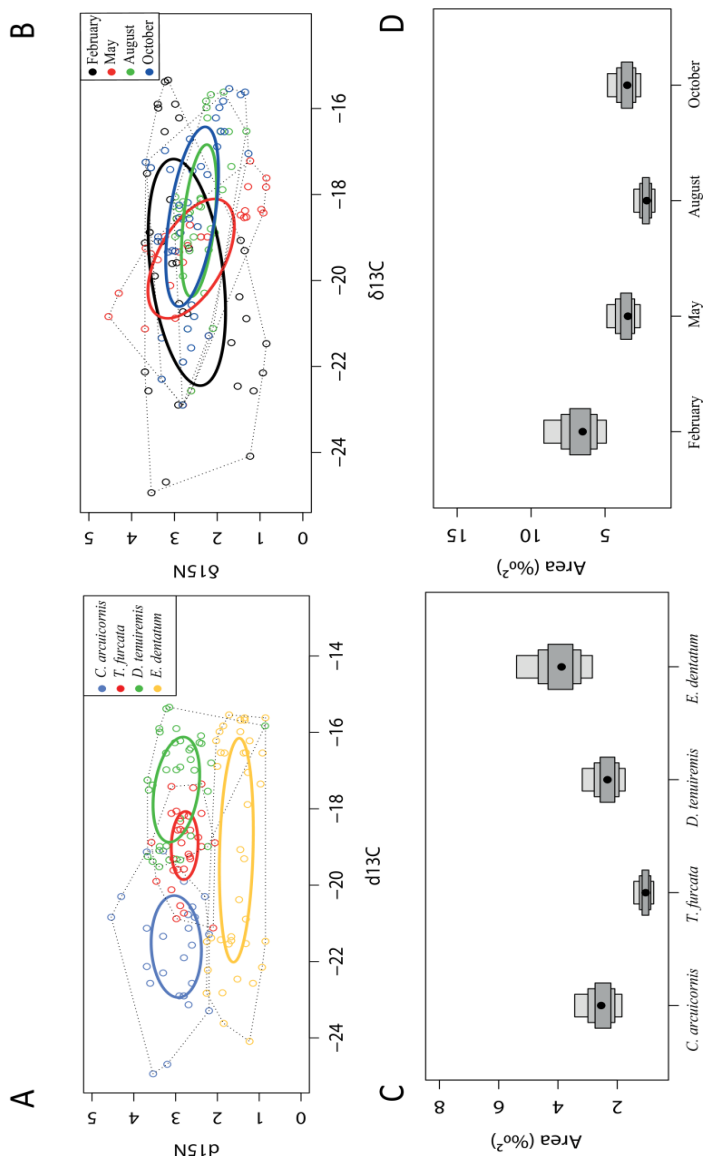 A
C. arcuicornis
T. furcata
D. tenuiremis
E. dentatum
5
4
3
2
1
0
d15N
−24
−22
−20
−18
−16
−14
d13C
B
February
May
August
October
5
4
3
2
1
0
δ15N
−24
−22
−20
−18
−16
δ13C
C
8
6
4
2
Area (‰²)
C. arcuicornis
T. furcata
D. tenuiremis
E. dentatum
D
15
10
5
Area (‰²)
February
May
August
October